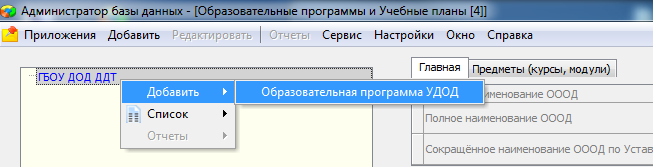 Администратор базы данных - [Образовательные программы и Учебные планы [4]]
Приложения Добавить Редактировать Отчеты Сервис Настройки Окно Справка
ГБОУ ДОД ДДТ
Добавить
Список
Отчеты
Образовательная программа УДОД
Главная Предметы (курсы, модули)
наименование ОООД
Полное наименование ОООД
Сокращённое наименование ОООД по Устав